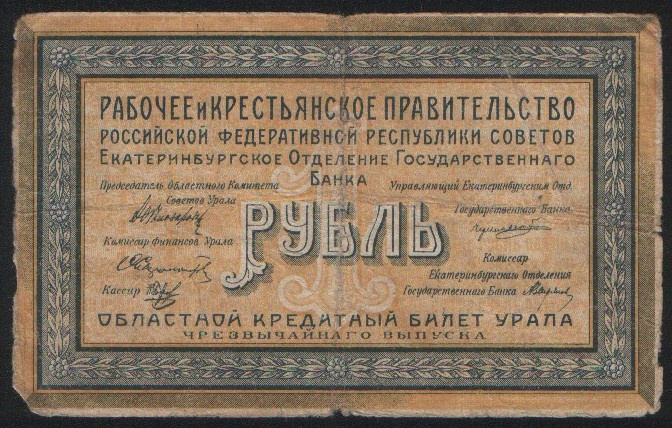 РАБОЧЕЕ и КРЕСТЬЯНСКОЕ ПРАВИТЕЛЬСТВО
РОССИЙСКОЙ ФЕДЕРАТИВНОЙ РЕСПУБЛИКИ СОВЕТОВ
ЕКАТЕРИНБУРГСКОЕ ОТДЕЛЕНИЕ ГОСУДАРСТВЕННАГО
БАНКА
Председатель Областного Комитета
Советов Урала
Комиссар финансов Урала
Кассир
Управляющий Екатеринбургским Отд.
Государственнаго Банка
РУБЛЬ
1
Комиссар
Екатеринбургскаго Отделения
Государственнаго Банка
ОБЛАСТНОЙ КРЕДИТНЫЙ БИЛЕТ УРАЛА
ЧРЕЗВЫЧАЙНАГО ВЫПУСКА